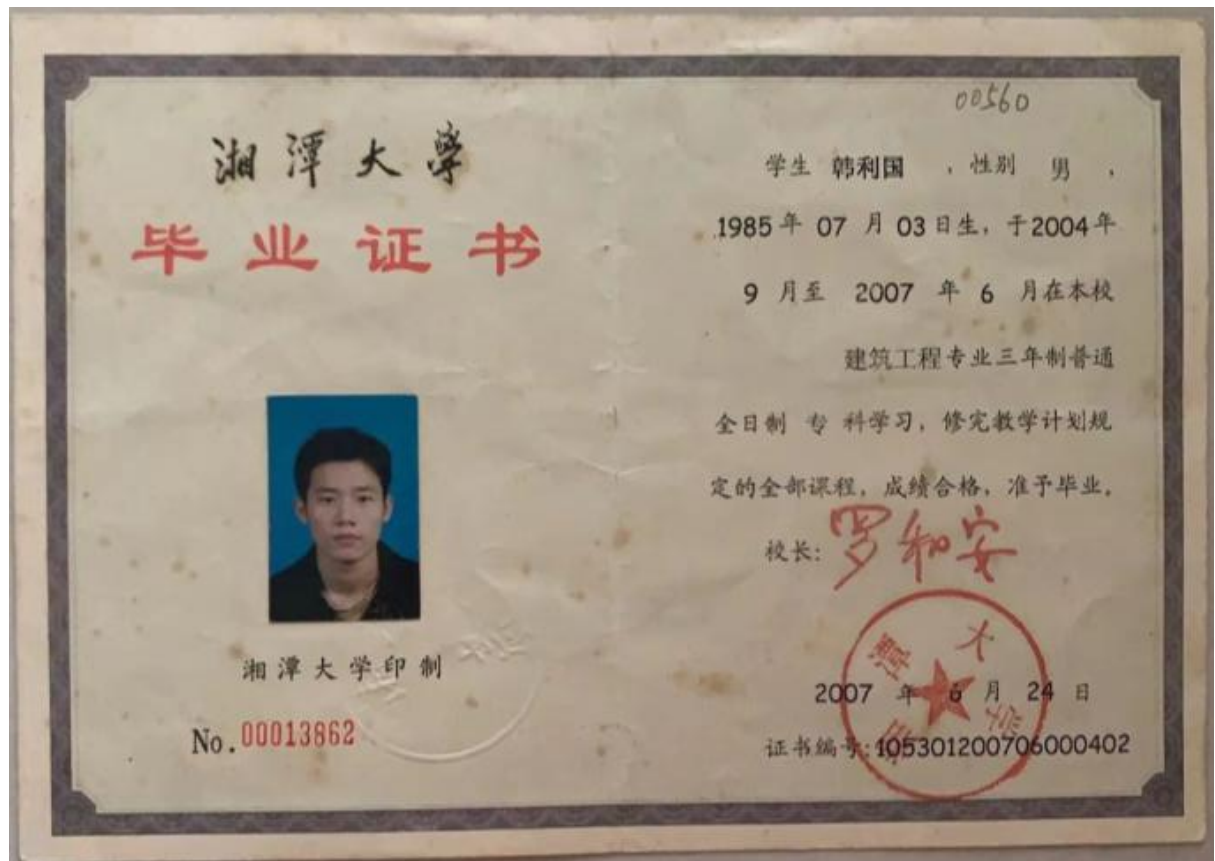 湘潭大學
毕业证书
湘潭大学印制
No.00013862
00560
学生 韩利国 ，性别 男 ，
1985年 07 月 03日生，于2004年
9 月至 2007 年 6 月在本校
建筑工程专业三年制普通
全日制 专 科学习，修完教学计划规
定的全部课程，成绩合格，准予毕业。
校长：罗和安
湘潭大学
2007 年 6 月 24 日
证书编号：105301200706000402